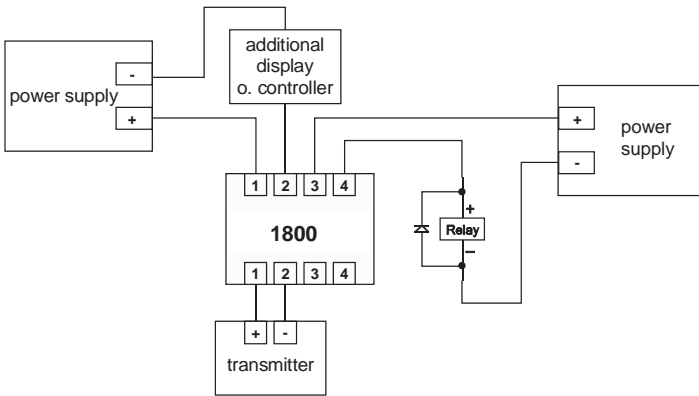 additional
display
o. controller
power supply
-
+
+
-
power
supply
1 2 3 4
1800
+
Relay
–
1 2 3 4
+ -
transmitter